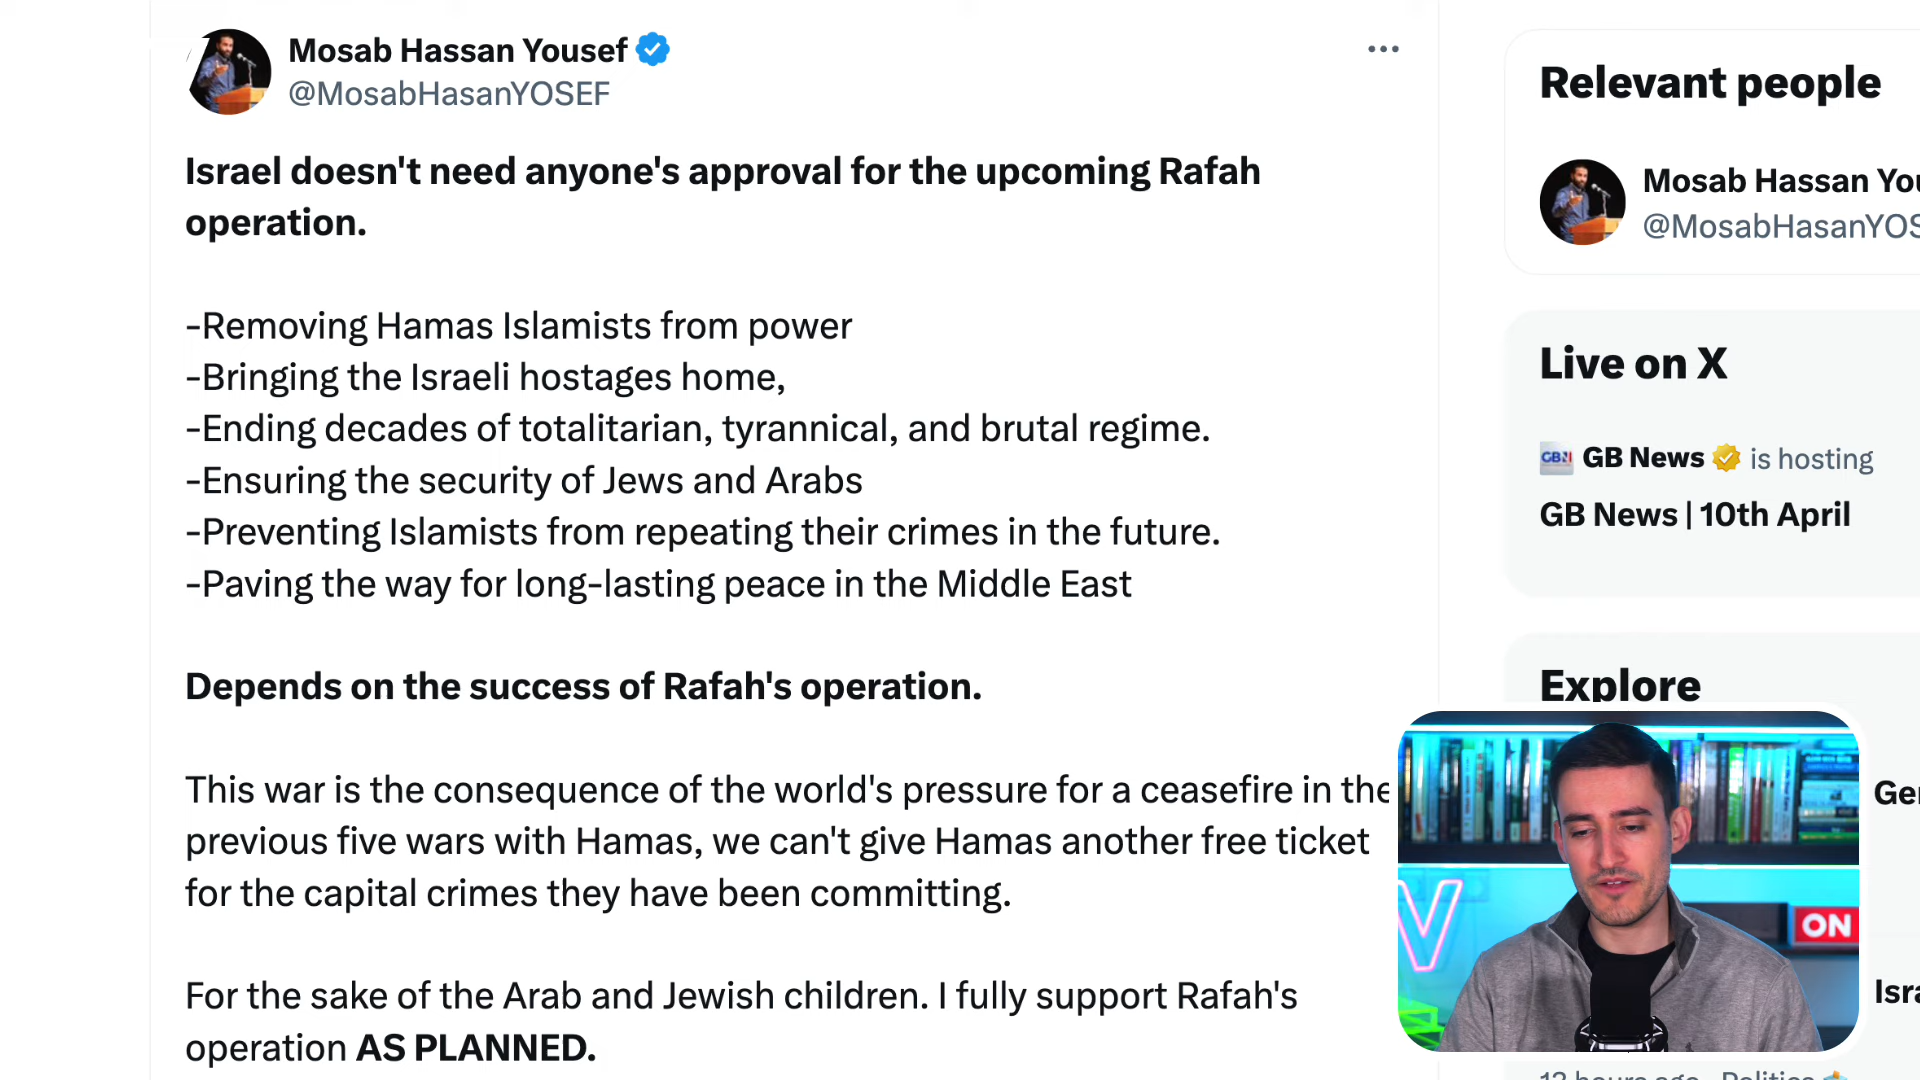 Mosab Hassan Yousef
@MosabHasanYOSEF
Israel doesn't need anyone's approval for the upcoming Rafah
operation.
-Removing Hamas Islamists from power
-Bringing the Israeli hostages home,
-Ending decades of totalitarian, tyrannical, and brutal regime.
-Ensuring the security of Jews and Arabs
-Preventing Islamists from repeating their crimes in the future.
-Paving the way for long-lasting peace in the Middle East
Depends on the success of Rafah's operation.
This war is the consequence of the world's pressure for a ceasefire in the
previous five wars with Hamas, we can't give Hamas another free ticket
for the capital crimes they have been committing.
For the sake of the Arab and Jewish children. I fully support Rafah's
operation AS PLANNED.
Relevant people
Mosab Hassan You
@MosabHasanYOS
Live on X
GBN GB News is hosting
GB News | 10th April
Explore
Ger
Isra
ON